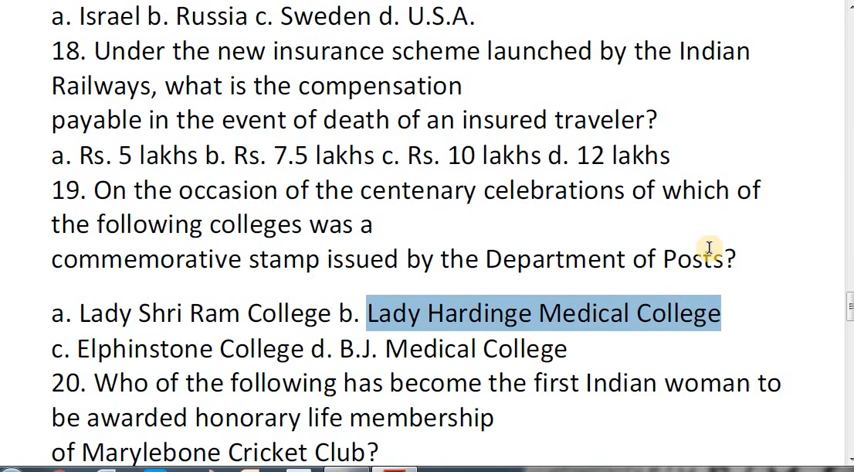 a. Israel b. Russia c. Sweden d. U.S.A.
18. Under the new insurance scheme launched by the Indian
Railways, what is the compensation
payable in the event of death of an insured traveler?
a. Rs. 5 lakhs b. Rs. 7.5 lakhs c. Rs. 10 lakhs d. 12 lakhs
19. On the occasion of the centenary celebrations of which of
the following colleges was a
commemorative stamp issued by the Department of Posts?
a. Lady Shri Ram College b. Lady Hardinge Medical College
c. Elphinstone College d. B.J. Medical College
20. Who of the following has become the first Indian woman to
be awarded honorary life membership
of Marylebone Cricket Club?